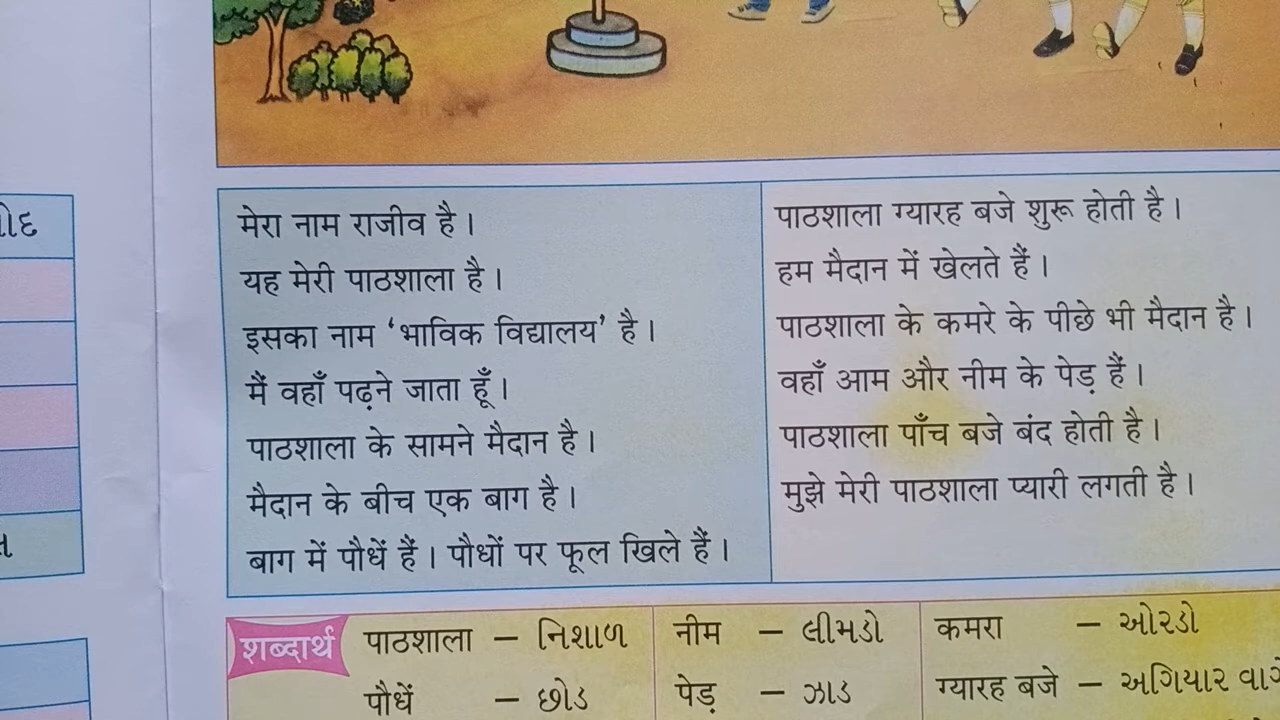 मेरा नाम राजीव है ।
यह मेरी पाठशाला है ।
इसका नाम ‘भाविक विद्यालय’ है ।
मैं वहाँ पढ़ने जाता हूँ ।
पाठशाला के सामने मैदान है ।
मैदान के बीच एक बाग है ।
बाग में पौधें हैं । पौधों पर फूल खिले हैं ।
पाठशाला ग्यारह बजे शुरू होती है ।
हम मैदान में खेलते हैं ।
पाठशाला के कमरे के पीछे भी मैदान है ।
वहाँ आम और नीम के पेड़ हैं ।
पाठशाला पाँच बजे बंद होती है ।
मुझे मेरी पाठशाला प्यारी लगती है ।
शब्दार्थ
पाठशाला – નિશાળ
नीम – લીમડો
कमरा – ઓરડો
पौधें – છોડ
पेड़ – ઝાડ
ग्यारह बजे – અગિયાર